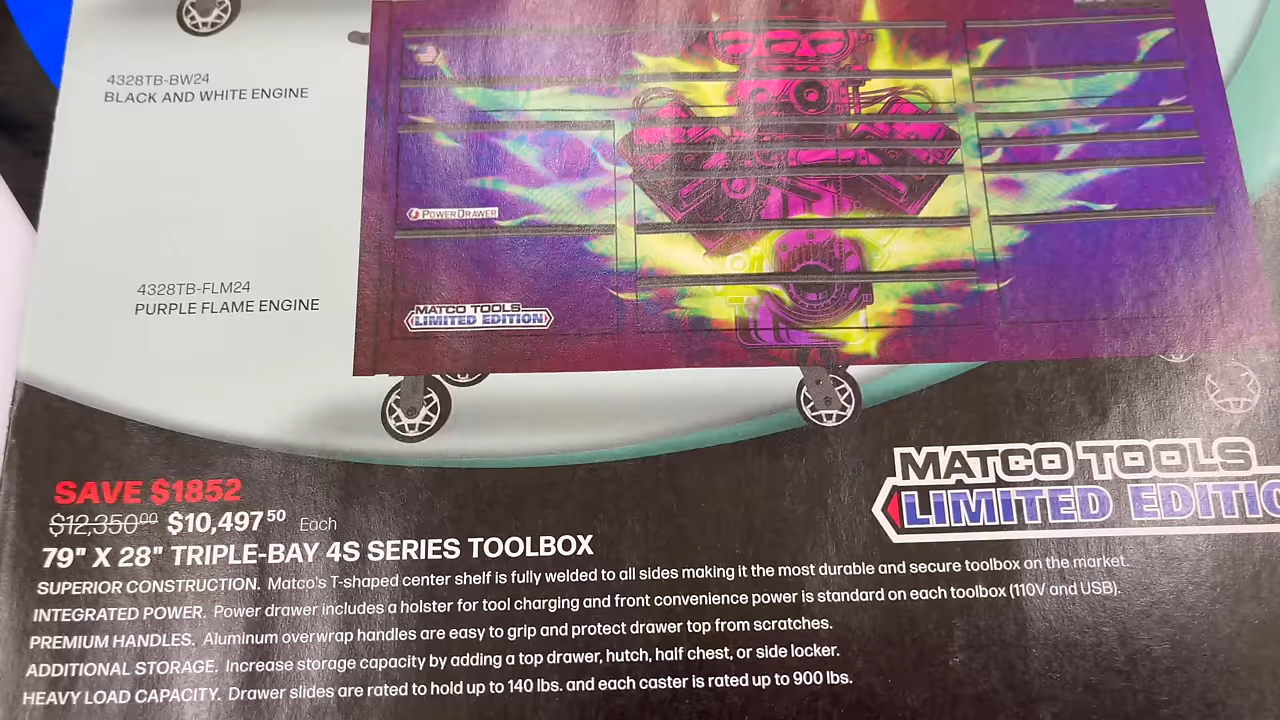 4328TB-BW24
BLACK AND WHITE ENGINE
POWERDRAWER
4328TB-FLM24
PURPLE FLAME ENGINE
MATCO TOOLS
LIMITED EDITION
MATCO TOOLS
LIMITED EDITIO
SAVE $1852
$12,350.00 $10,497.50 Each
79" X 28" TRIPLE-BAY 4S SERIES TOOLBOX
SUPERIOR CONSTRUCTION. Matco's T-shaped center shelf is fully welded to all sides making it the most durable and secure toolbox on the market.
INTEGRATED POWER. Power drawer includes a holster for tool charging and front convenience power is standard on each toolbox (110V and USB).
PREMIUM HANDLES. Aluminum overwrap handles are easy to grip and protect drawer top from scratches.
ADDITIONAL STORAGE. Increase storage capacity by adding a top drawer, hutch, half chest, or side locker.
HEAVY LOAD CAPACITY. Drawer slides are rated to hold up to 140 lbs. and each caster is rated up to 900 lbs.